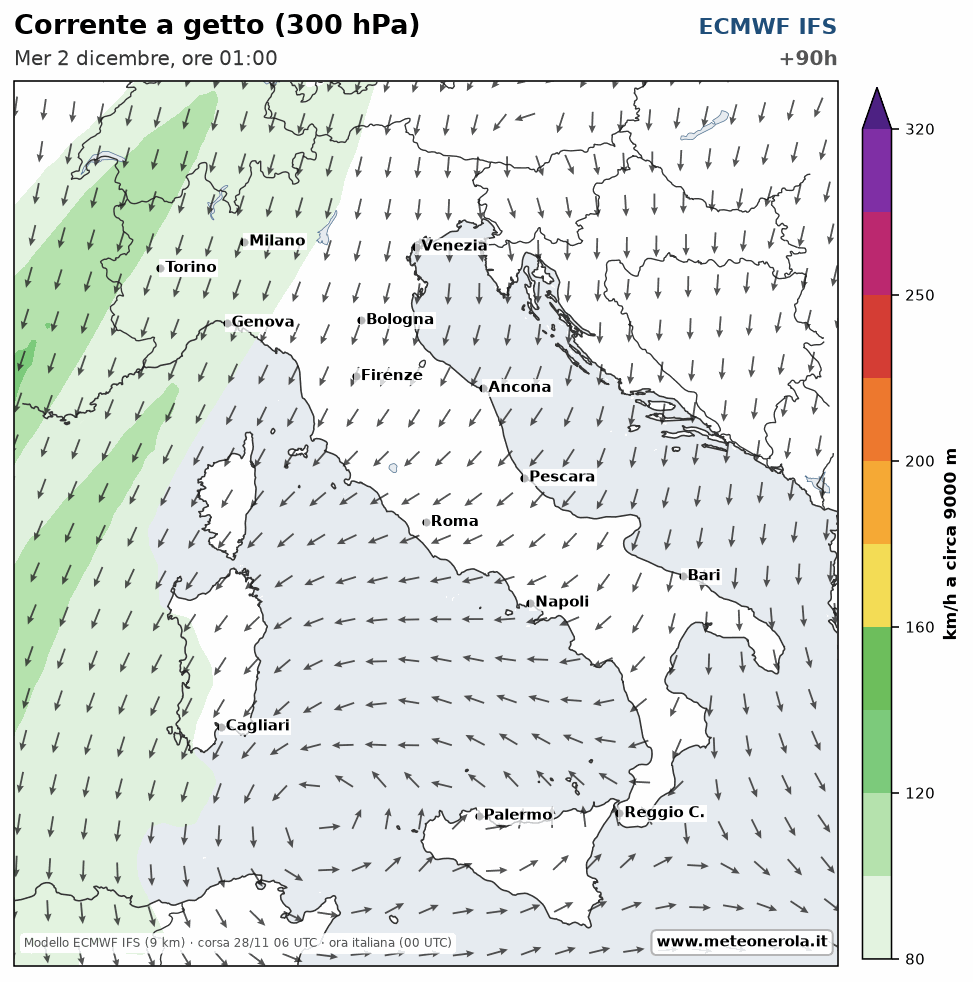 Corrente a getto (300 hPa)
ECMWF IFS
Mer 2 dicembre, ore 01:00
+90h
Milano
Venezia
Torino
Genova
Bologna
Firenze
Ancona
Pescara
Roma
Bari
Napoli
Cagliari
Palermo
Reggio C.
320
250
200
160
120
80
km/h a circa 9000 m
Modello ECMWF IFS (9 km) · corsa 28/11 06 UTC · ora italiana (00 UTC)
www.meteonerola.it